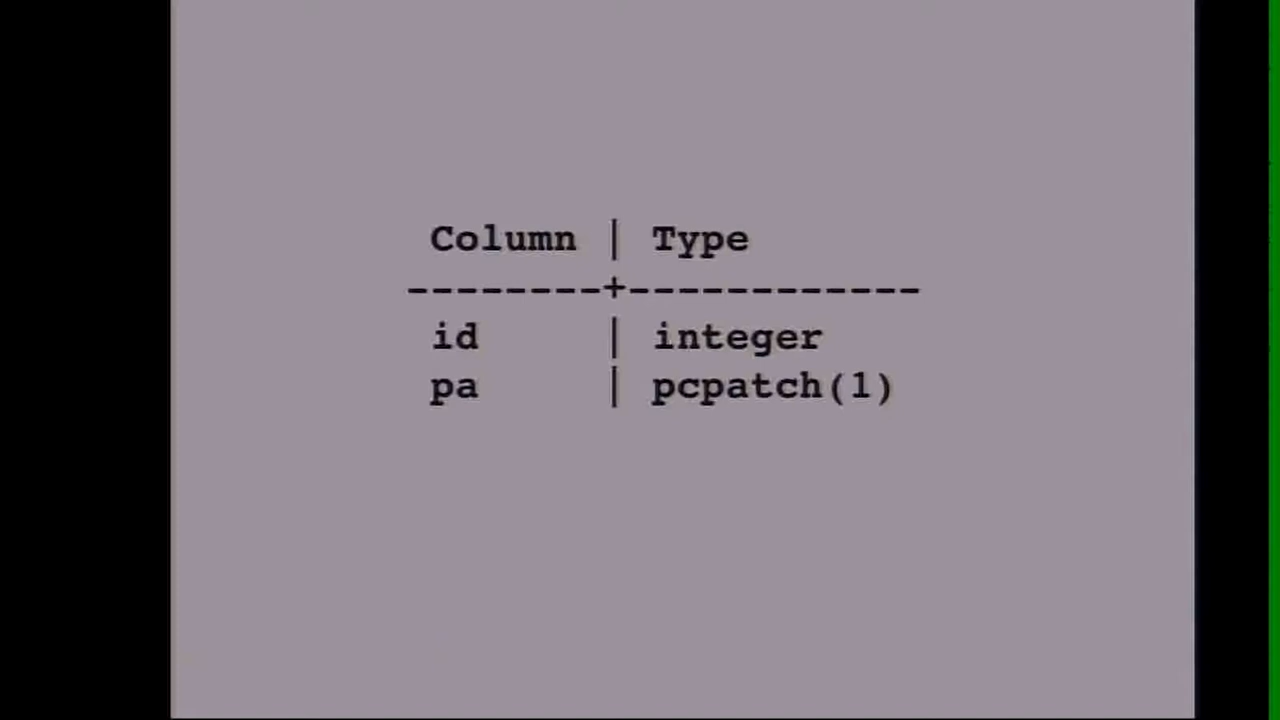 Column | Type
--------+------------
id | integer
pa | pcpatch(1)